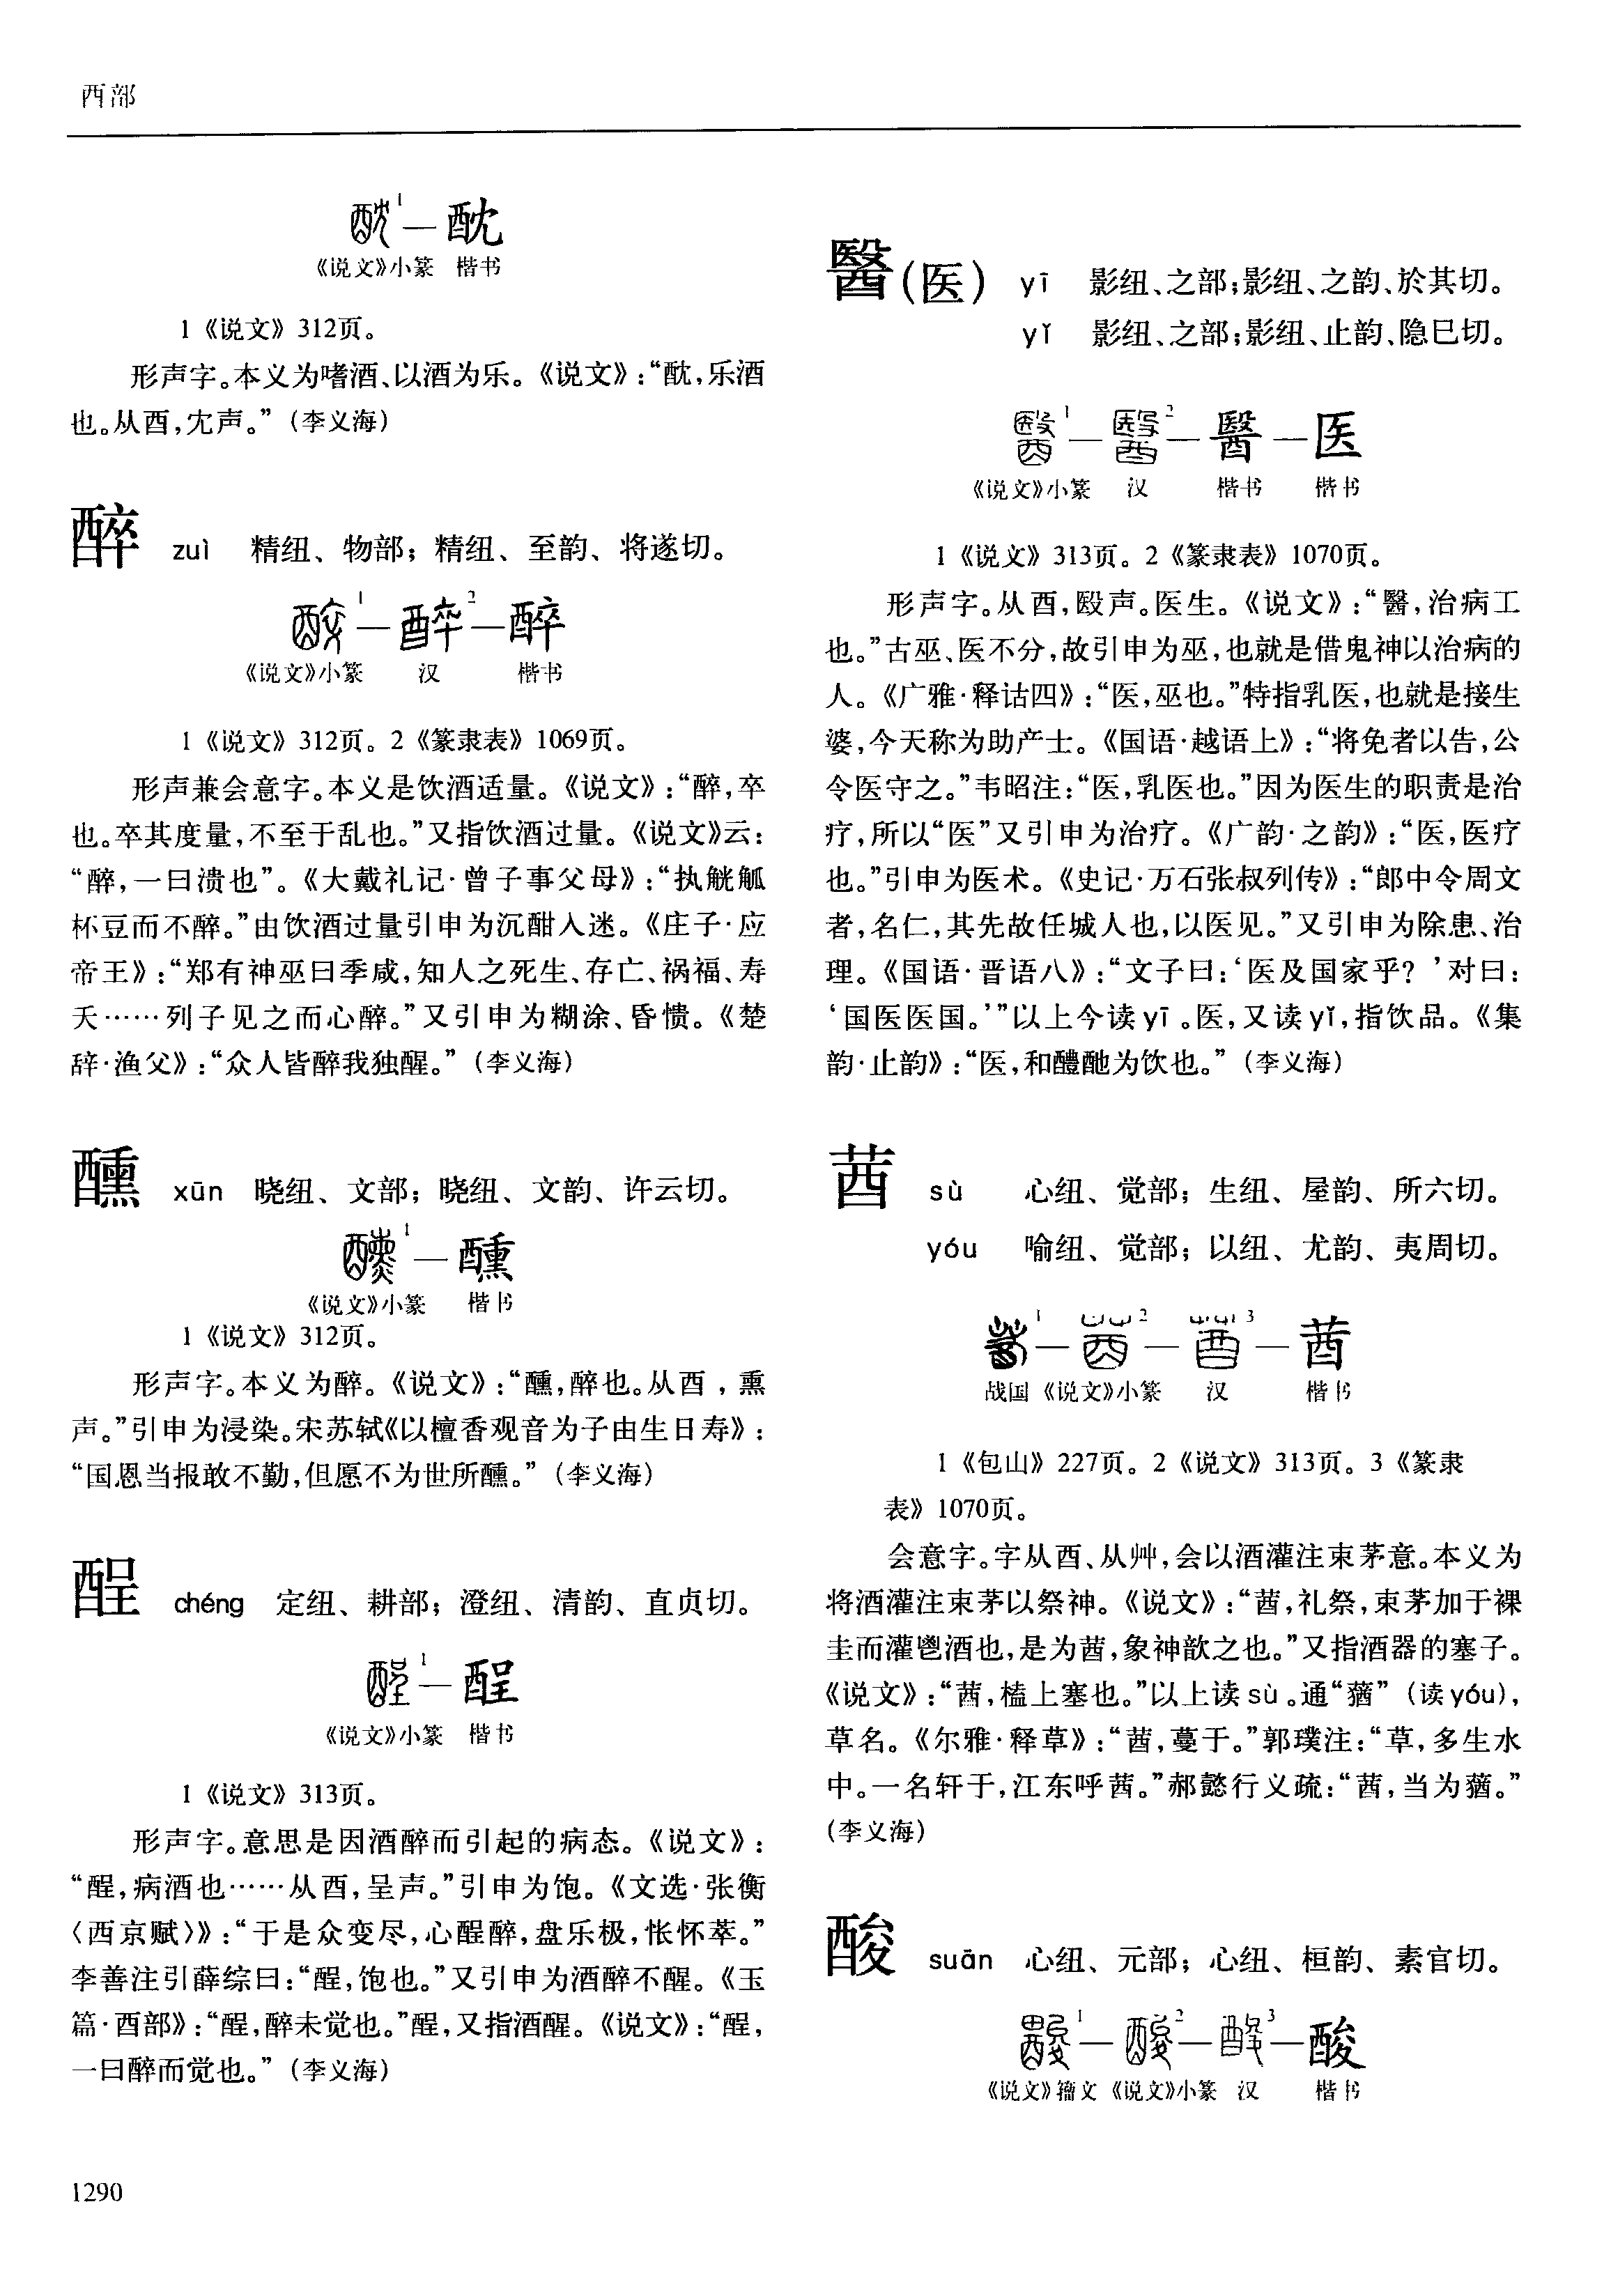 酉部
酖¹—酖
《说文》小篆 楷书
1《说文》312页。
形声字。本义为嗜酒、以酒为乐。《说文》:“酖,乐酒
也。从酉,冘声。”(李义海)
醉 zuì 精纽、物部;精纽、至韵、将遂切。
醉¹—醉²—醉
《说文》小篆 汉 楷书
1《说文》312页。2《篆隶表》1069页。
形声兼会意字。本义是饮酒适量。《说文》:“醉,卒
也。卒其度量,不至于乱也。”又指饮酒过量。《说文》云:
“醉,一曰溃也”。《大戴礼记·曾子事父母》:“执觥觚
杯豆而不醉。”由饮酒过量引申为沉酣入迷。《庄子·应
帝王》:“郑有神巫曰季咸,知人之死生、存亡、祸福、寿
夭……列子见之而心醉。”又引申为糊涂、昏愦。《楚
辞·渔父》:“众人皆醉我独醒。”(李义海)
醺 xūn 晓纽、文部;晓纽、文韵、许云切。
醺¹—醺
《说文》小篆 楷书
1《说文》312页。
形声字。本义为醉。《说文》:“醺,醉也。从酉,熏
声。”引申为浸染。宋苏轼《以檀香观音为子由生日寿》:
“国恩当报敢不勤,但愿不为世所醺。”(李义海)
酲 chéng 定纽、耕部;澄纽、清韵、直贞切。
酲¹—酲
《说文》小篆 楷书
1《说文》313页。
形声字。意思是因酒醉而引起的病态。《说文》:
“酲,病酒也……从酉,呈声。”引申为饱。《文选·张衡
〈西京赋〉》:“于是众变尽,心酲醉,盘乐极,怅怀萃。”
李善注引薛综曰:“酲,饱也。”又引申为酒醉不醒。《玉
篇·酉部》:“酲,醉未觉也。”酲,又指酒醒。《说文》:“酲,
一曰醉而觉也。”(李义海)
1290
醫(医) yī 影纽、之部;影纽、之韵、於其切。
yǐ 影纽、之部;影纽、止韵、隐巳切。
醫¹—醫²—醫—医
《说文》小篆 汉 楷书 楷书
1《说文》313页。2《篆隶表》1070页。
形声字。从酉,殹声。医生。《说文》:“醫,治病工
也。”古巫、医不分,故引申为巫,也就是借鬼神以治病的
人。《广雅·释诂四》:“医,巫也。”特指乳医,也就是接生
婆,今天称为助产士。《国语·越语上》:“将免者以告,公
令医守之。”韦昭注:“医,乳医也。”因为医生的职责是治
疗,所以“医”又引申为治疗。《广韵·之韵》:“医,医疗
也。”引申为医术。《史记·万石张叔列传》:“郎中令周文
者,名仁,其先故任城人也,以医见。”又引申为除患、治
理。《国语·晋语八》:“文子曰:‘医及国家乎?’对曰:
‘国医医国。’”以上今读yī。医,又读yǐ,指饮品。《集
韵·止韵》:“医,和醴酏为饮也。”(李义海)
莤 sù 心纽、觉部;生纽、屋韵、所六切。
yóu 喻纽、觉部;以纽、尤韵、夷周切。
莤¹—莤²—莤³—莤
战国 《说文》小篆 汉 楷书
1《包山》227页。2《说文》313页。3《篆隶
表》1070页。
会意字。字从酉、从艸,会以酒灌注束茅意。本义为
将酒灌注束茅以祭神。《说文》:“莤,礼祭,束茅加于裸
圭而灌鬯酒也,是为莤,象神歆之也。”又指酒器的塞子。
《说文》:“莤,榼上塞也。”以上读sù。通“蕕”(读yóu),
草名。《尔雅·释草》:“莤,蔓于。”郭璞注:“草,多生水
中。一名轩于,江东呼莤。”郝懿行义疏:“莤,当为蕕。”
(李义海)
酸 suān 心纽、元部;心纽、桓韵、素官切。
酸¹—酸²—酸³—酸
《说文》籀文 《说文》小篆 汉 楷书